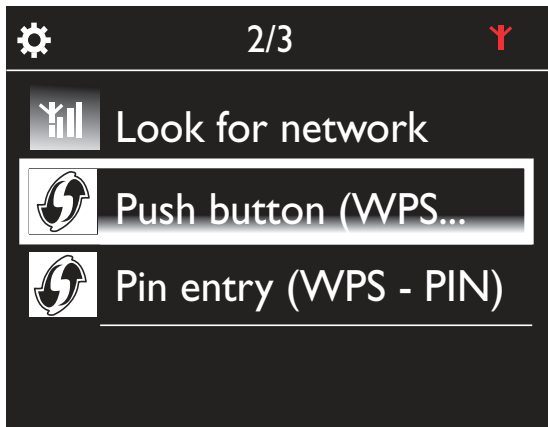 2/3
Look for network
Push button (WPS...
Pin entry (WPS - PIN)